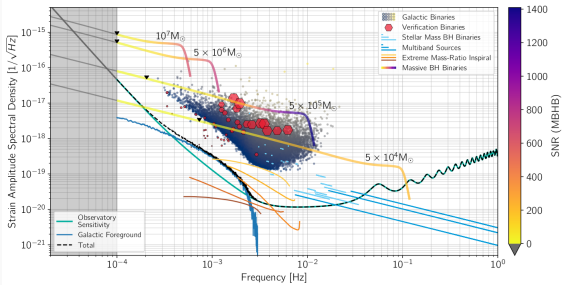 10⁷M☉
5 × 10⁶M☉
5 × 10⁵M☉
5 × 10⁴M☉
Galactic Binaries
Verification Binaries
Stellar Mass BH Binaries
Multiband Sources
Extreme Mass-Ratio Inspiral
Massive BH Binaries
Observatory
Sensitivity
Galactic Foreground
Total
Strain Amplitude Spectral Density [1/√Hz]
10⁻¹⁵
10⁻¹⁶
10⁻¹⁷
10⁻¹⁸
10⁻¹⁹
10⁻²⁰
10⁻²¹
10⁻⁴
10⁻³
10⁻²
10⁻¹
10⁰
Frequency [Hz]
1400
1200
1000
800
600
400
200
0
SNR (MBHB)